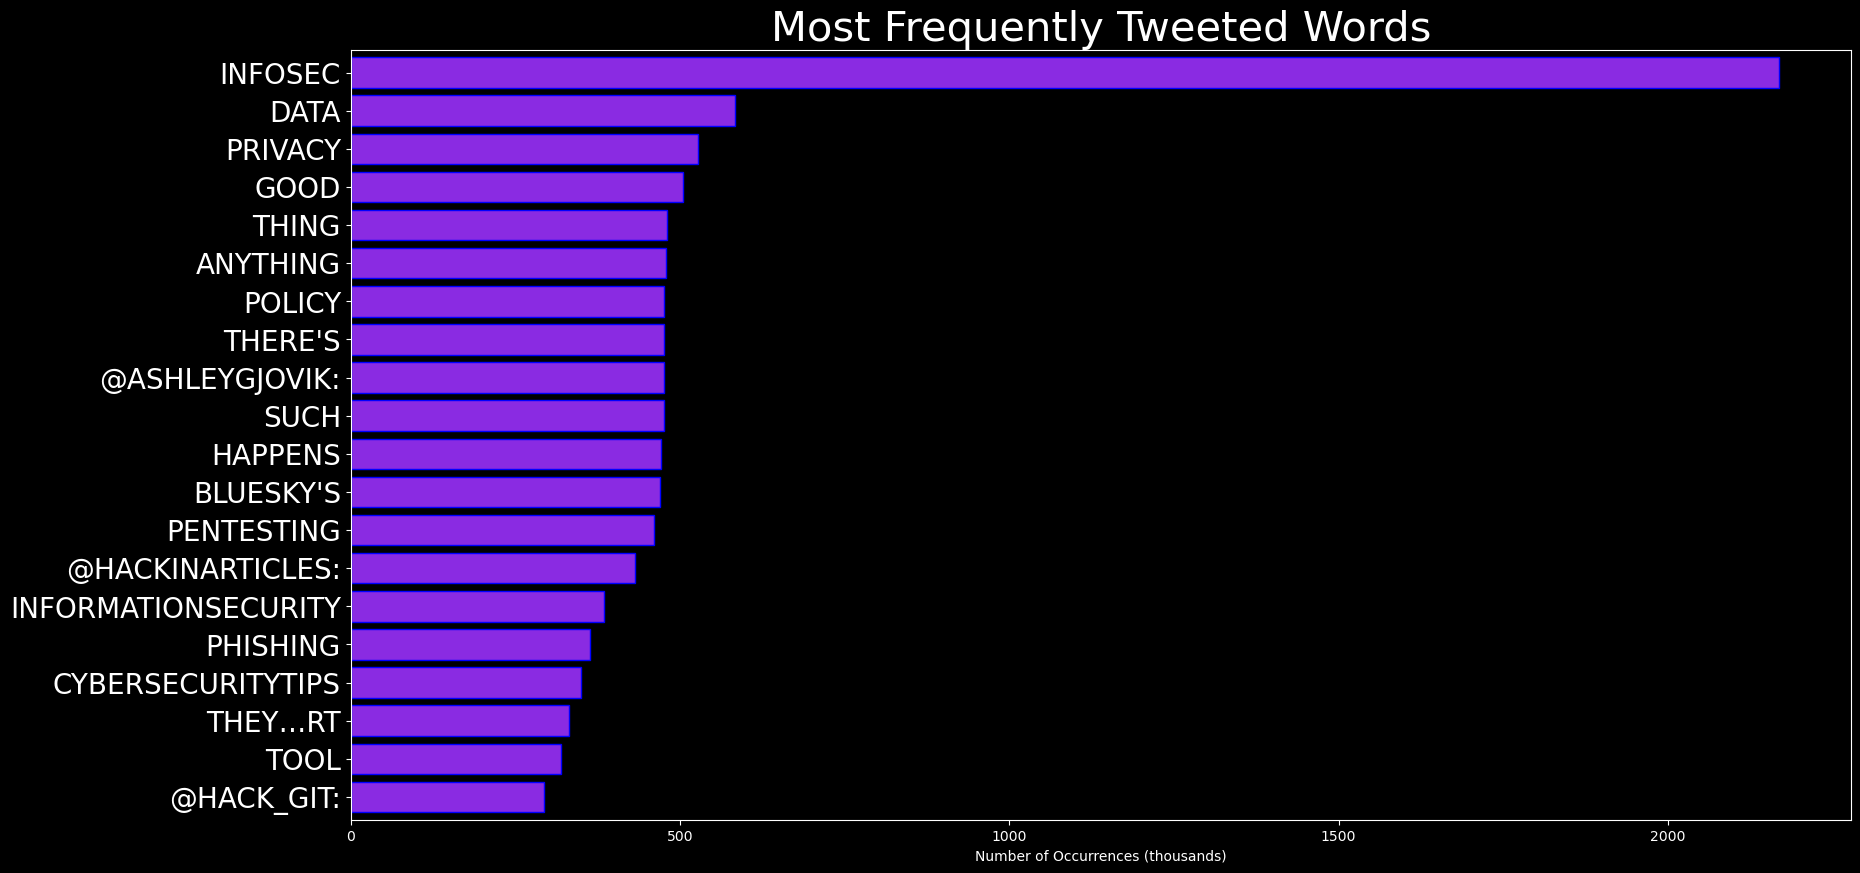 Most Frequently Tweeted Words
INFOSEC
DATA
PRIVACY
GOOD
THING
ANYTHING
POLICY
THERE'S
@ASHLEYGJOVIK:
SUCH
HAPPENS
BLUESKY'S
PENTESTING
@HACKINARTICLES:
INFORMATIONSECURITY
PHISHING
CYBERSECURITYTIPS
THEY…RT
TOOL
@HACK_GIT:
0 500 1000 1500 2000
Number of Occurrences (thousands)